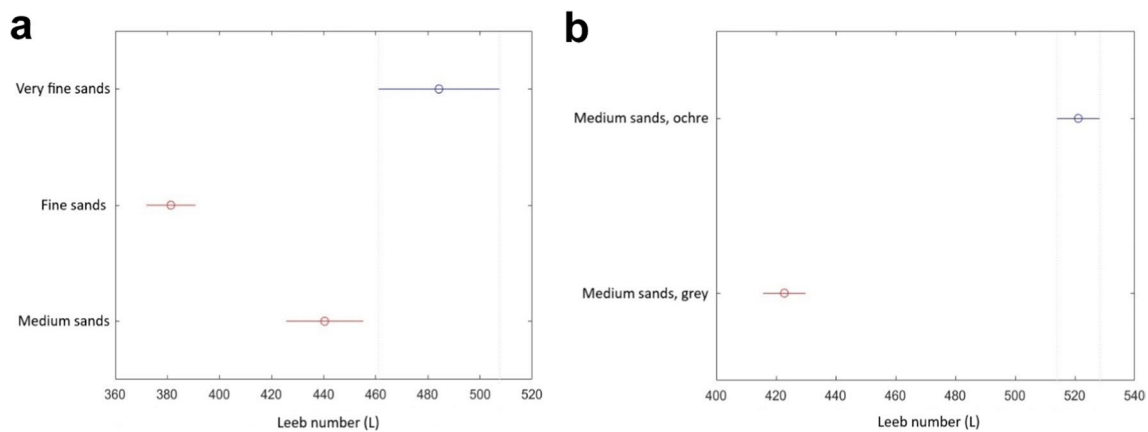 a
Very fine sands
Fine sands
Medium sands
360 380 400 420 440 460 480 500 520
Leeb number (L)
b
Medium sands, ochre
Medium sands, grey
400 420 440 460 480 500 520 540
Leeb number (L)